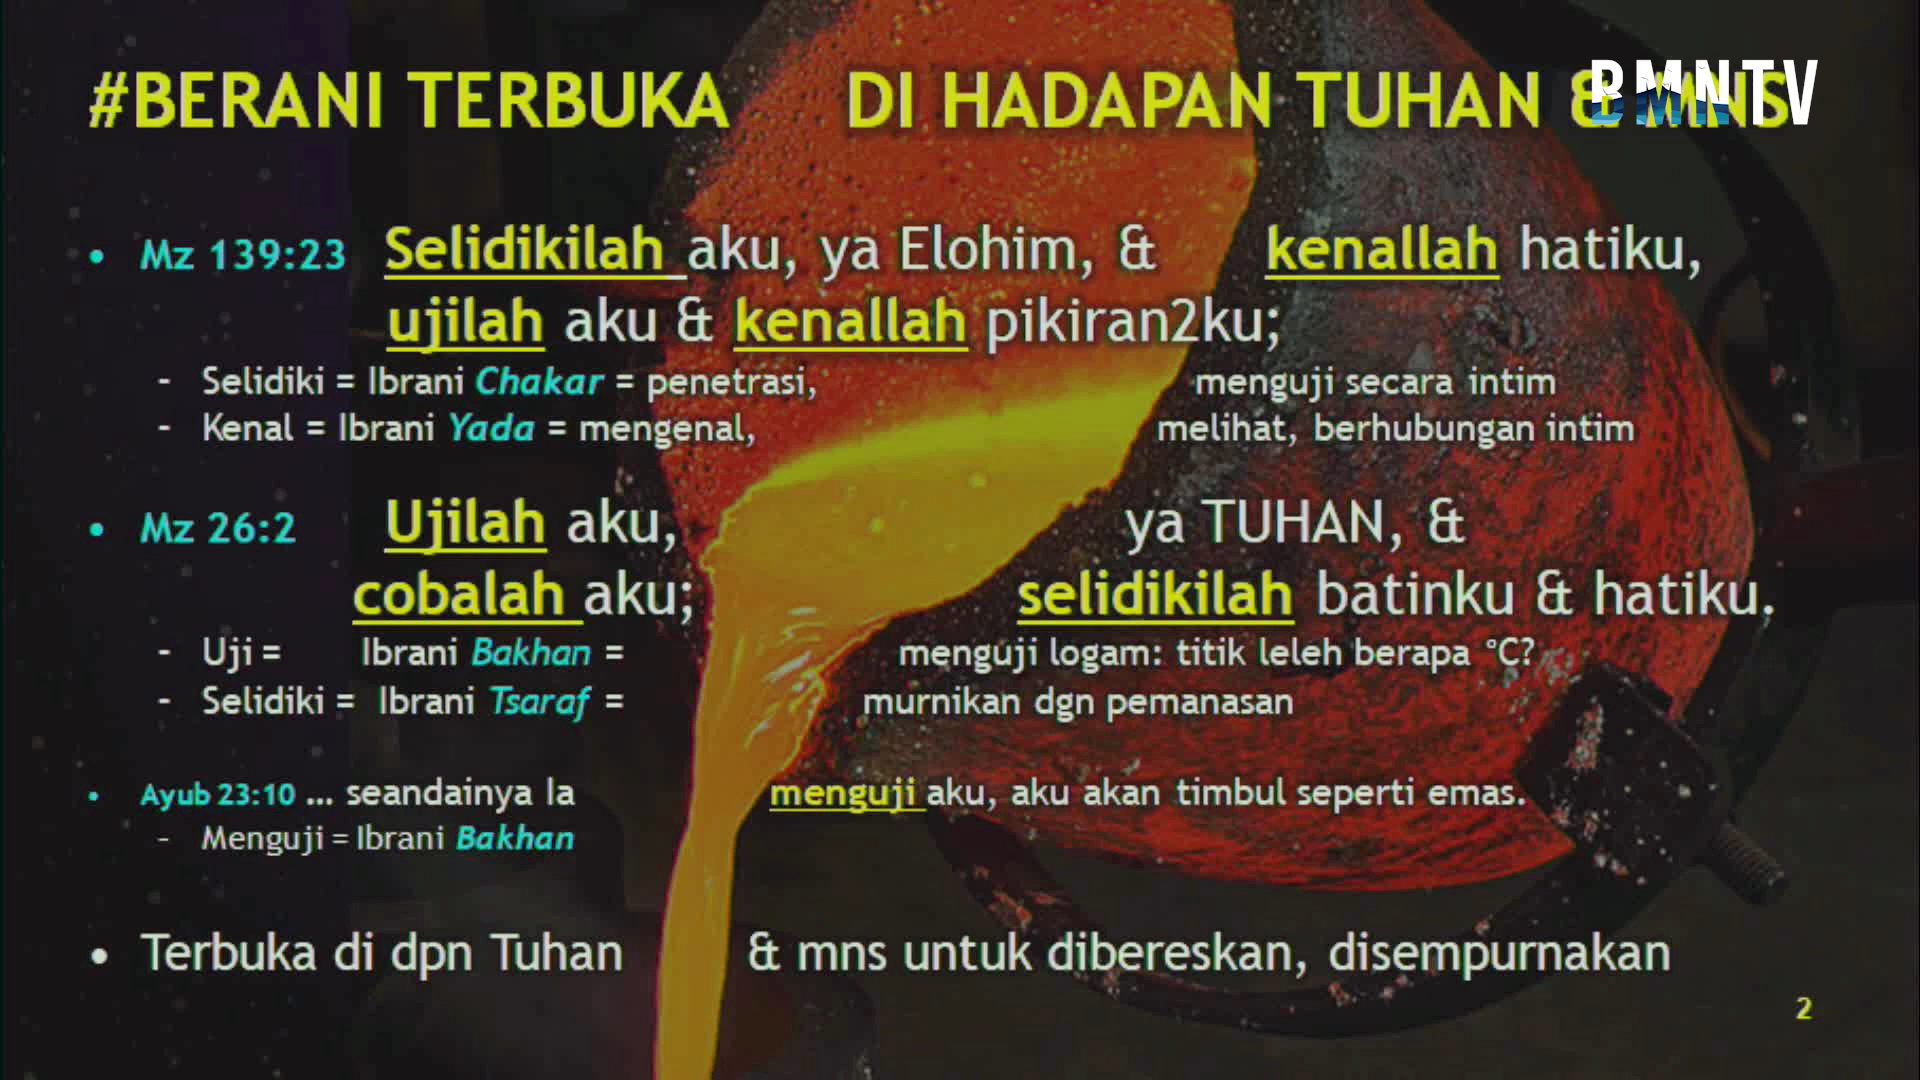 #BERANI TERBUKA DI HADAPAN TUHAN & MNS
BMNTV
• Mz 139:23 Selidikilah aku, ya Elohim, & kenallah hatiku,
ujilah aku & kenallah pikiran2ku;
- Selidiki = Ibrani Chakar = penetrasi, menguji secara intim
- Kenal = Ibrani Yada = mengenal, melihat, berhubungan intim
• Mz 26:2 Ujilah aku, ya TUHAN, &
cobalah aku; selidikilah batinku & hatiku.
- Uji = Ibrani Bakhan = menguji logam: titik leleh berapa °C?
- Selidiki = Ibrani Tsaraf = murnikan dgn pemanasan
• Ayub 23:10 ... seandainya Ia menguji aku, aku akan timbul seperti emas.
- Menguji = Ibrani Bakhan
• Terbuka di dpn Tuhan & mns untuk dibereskan, disempurnakan
2